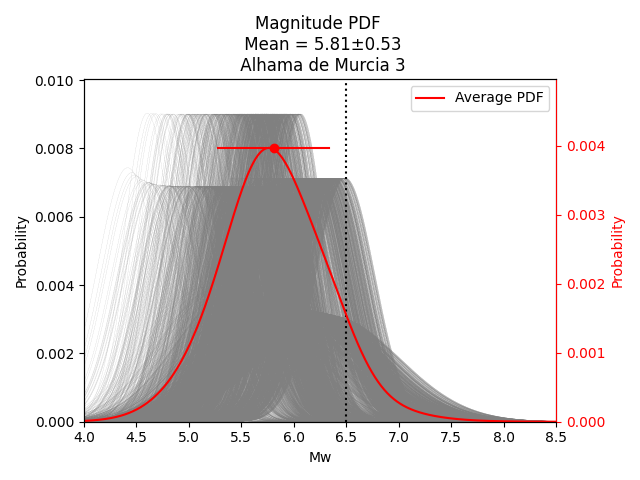 Magnitude PDF
Mean = 5.81±0.53
Alhama de Murcia 3
Average PDF
0.010
0.008
0.006
0.004
0.002
0.000
Probability
0.004
0.003
0.002
0.001
0.000
Probability
4.0 4.5 5.0 5.5 6.0 6.5 7.0 7.5 8.0 8.5
Mw